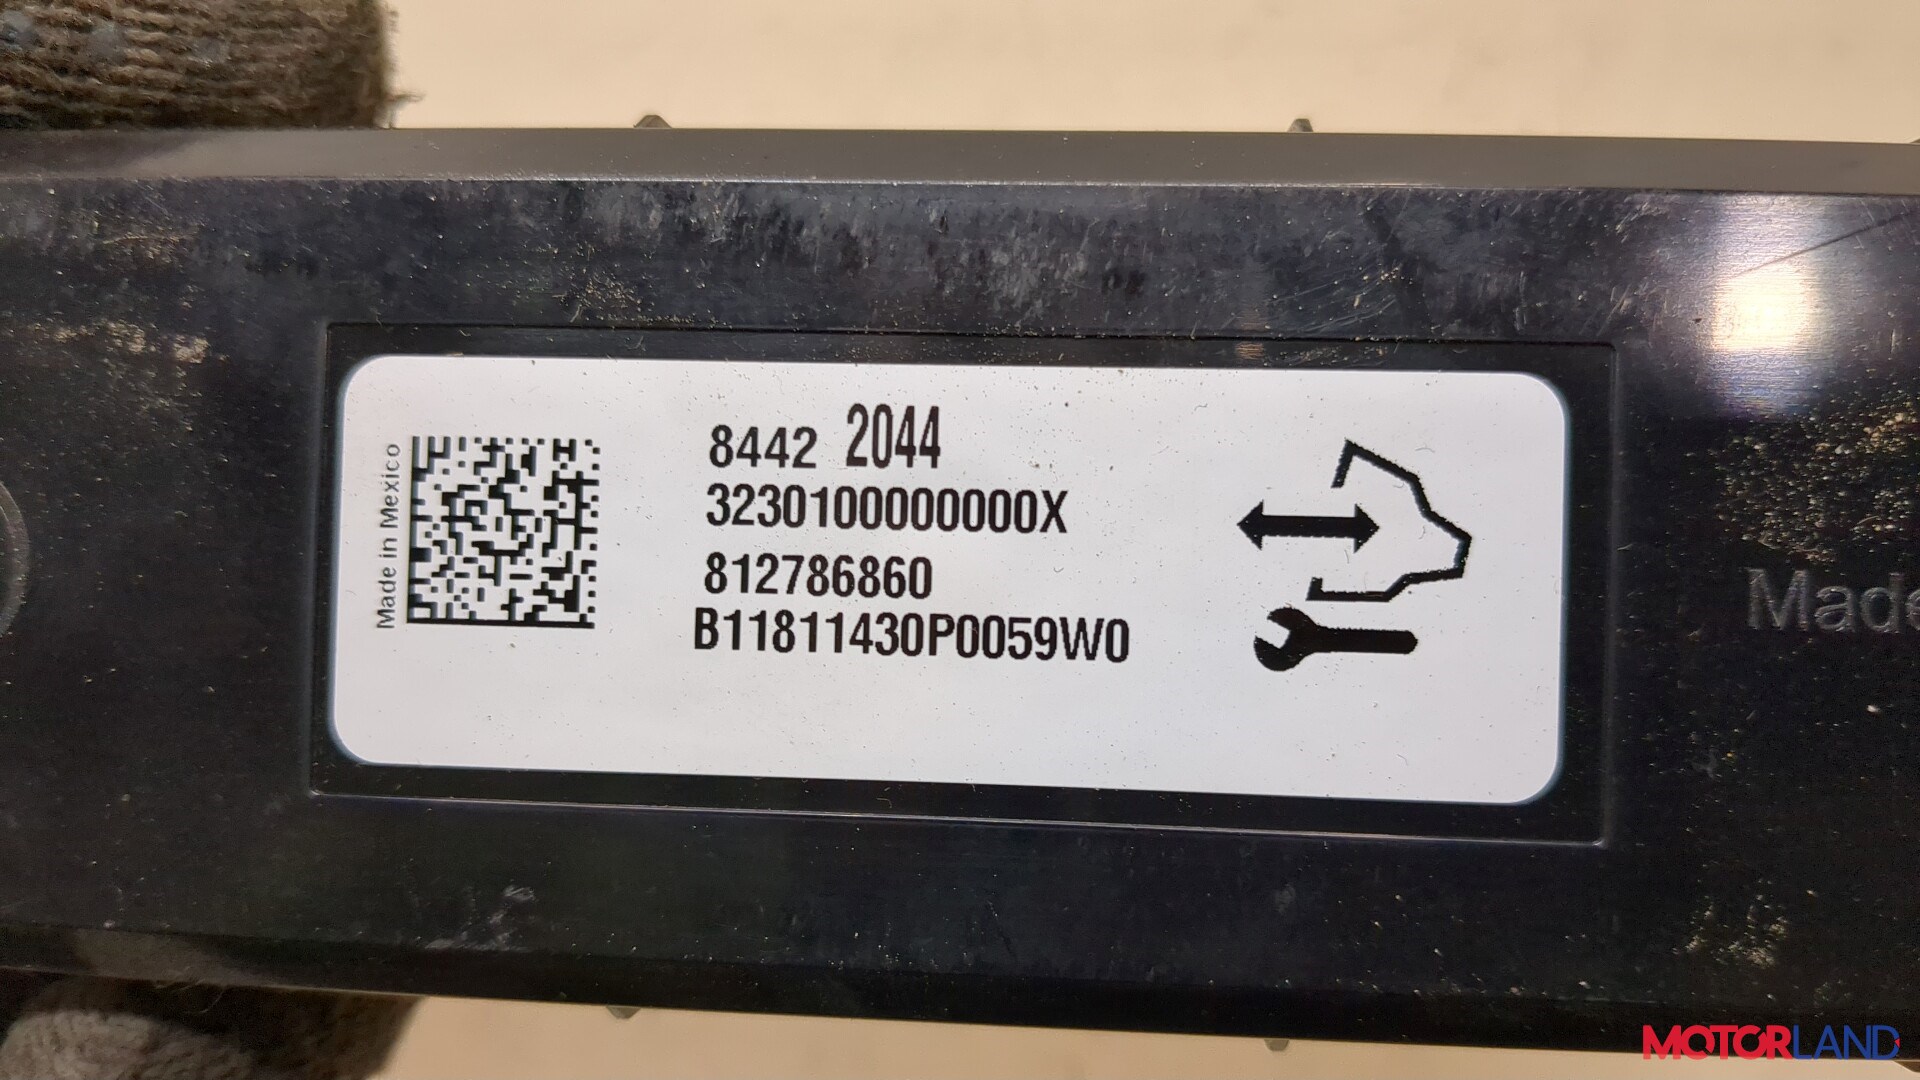 Made in Mexico
8442 2044
3230100000000X
812786860
B11811430P0059W0
Made
MOTORLAND